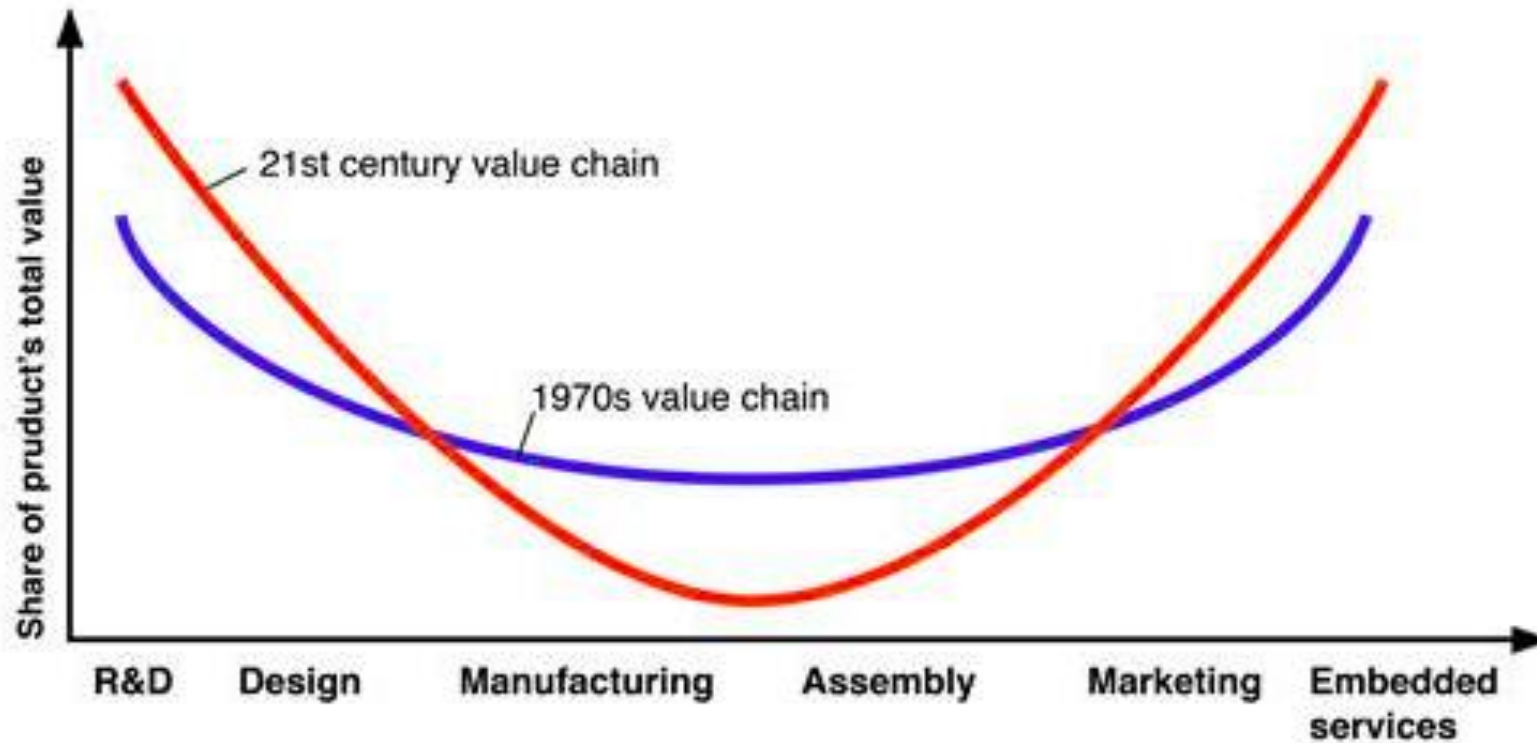 Share of pruduct's total value
21st century value chain
1970s value chain
R&D Design Manufacturing Assembly Marketing Embedded
services